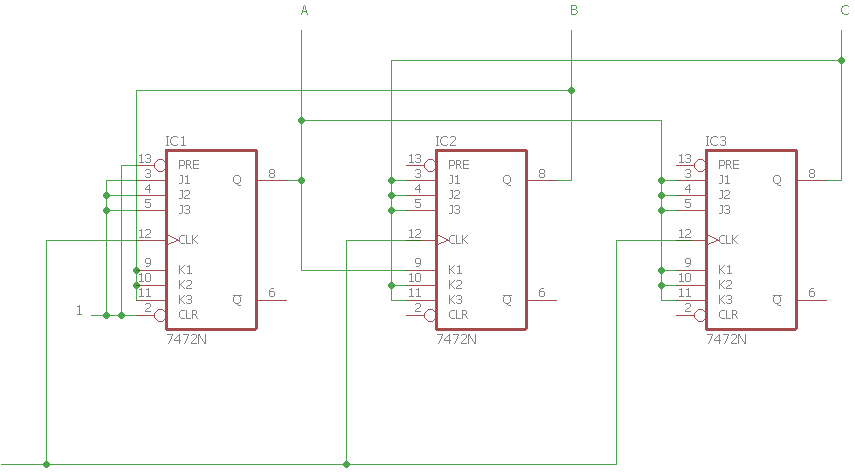 A B C
IC1 IC2 IC3
13 PRE 13 PRE 13 PRE
3 J1 Q 8 3 J1 Q 8 3 J1 Q 8
4 J2 4 J2 4 J2
5 J3 5 J3 5 J3
12 CLK 12 CLK 12 CLK
9 K1 9 K1 9 K1
10 K2 10 K2 10 K2
11 K3 Q 6 11 K3 Q 6 11 K3 Q 6
1 2 CLR 2 CLR 2 CLR
7472N 7472N 7472N